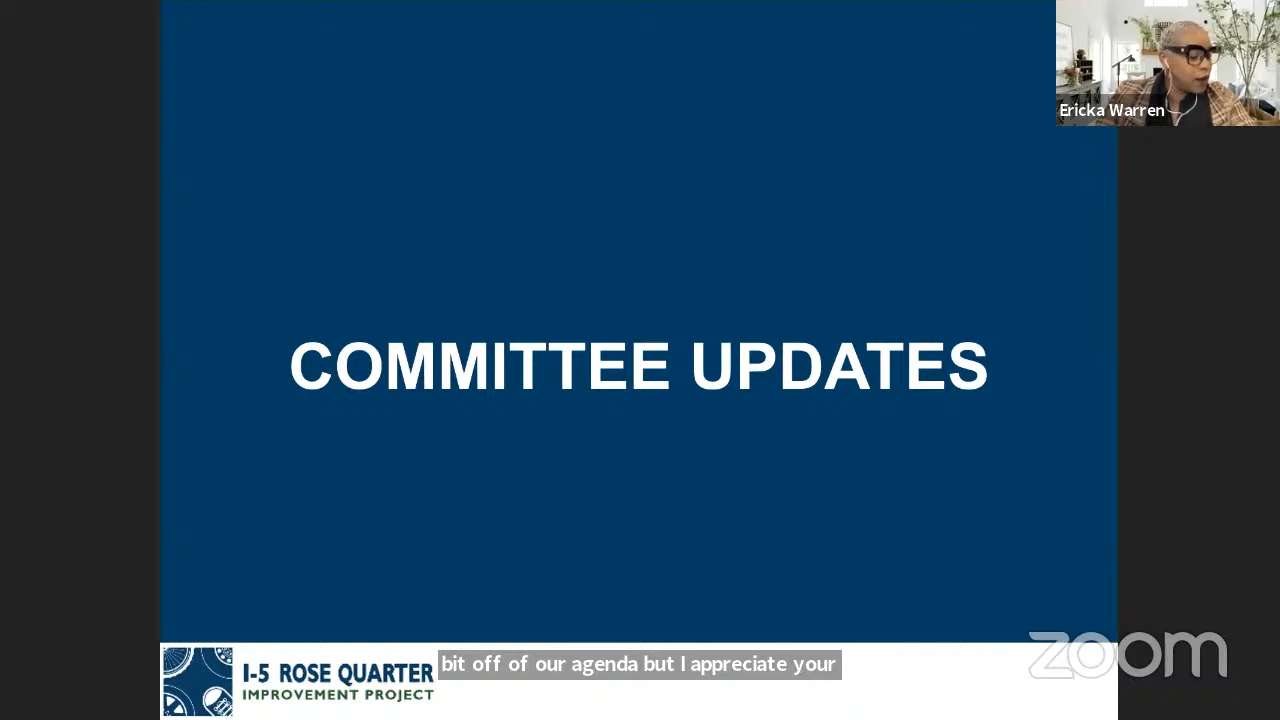 Ericka Warren
COMMITTEE UPDATES
I-5 ROSE QUARTER
IMPROVEMENT PROJECT
bit off of our agenda but I appreciate your
zoom